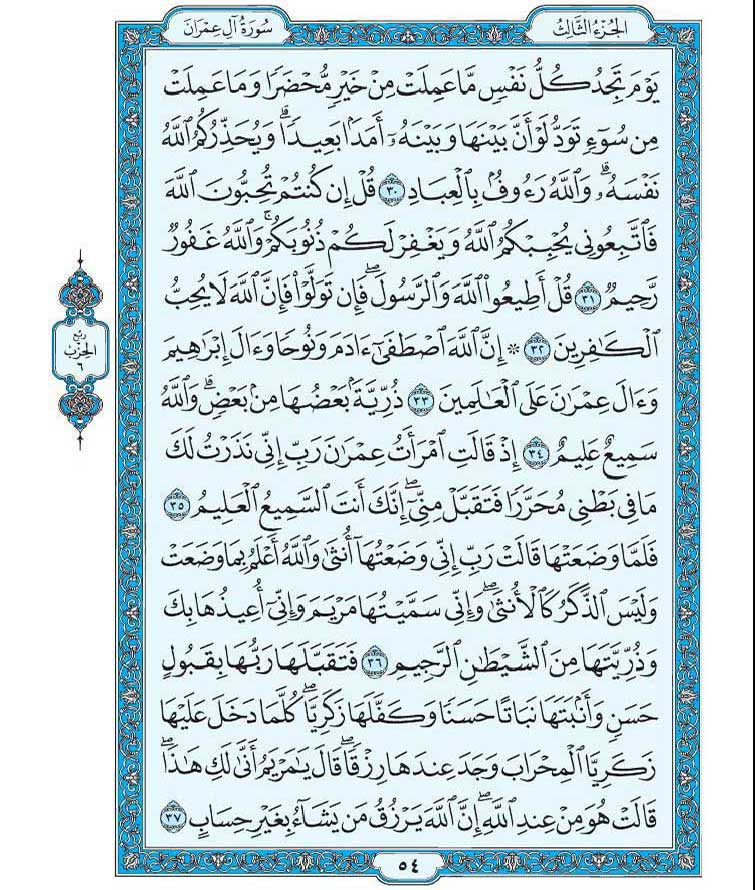 الجزء الثالث
سورة آل عمران
يَوْمَ تَجِدُ كُلُّ نَفْسٍ مَّا عَمِلَتْ مِنْ خَيْرٍ مُّحْضَرًا وَمَا عَمِلَتْ
مِن سُوٓءٍ تَوَدُّ لَوْ أَنَّ بَيْنَهَا وَبَيْنَهُۥٓ أَمَدًۢا بَعِيدًا ۗ وَيُحَذِّرُكُمُ ٱللَّهُ
نَفْسَهُۥ ۗ وَٱللَّهُ رَءُوفٌۢ بِٱلْعِبَادِ ٣٠ قُلْ إِن كُنتُمْ تُحِبُّونَ ٱللَّهَ
فَٱتَّبِعُونِى يُحْبِبْكُمُ ٱللَّهُ وَيَغْفِرْ لَكُمْ ذُنُوبَكُمْ ۗ وَٱللَّهُ غَفُورٌ
رَّحِيمٌ ٣١ قُلْ أَطِيعُوا۟ ٱللَّهَ وَٱلرَّسُولَ ۖ فَإِن تَوَلَّوْا۟ فَإِنَّ ٱللَّهَ لَا يُحِبُّ
ٱلْكَـٰفِرِينَ ٣٢ ۞ إِنَّ ٱللَّهَ ٱصْطَفَىٰٓ ءَادَمَ وَنُوحًا وَءَالَ إِبْرَٰهِيمَ
وَءَالَ عِمْرَٰنَ عَلَى ٱلْعَـٰلَمِينَ ٣٣ ذُرِّيَّةًۢ بَعْضُهَا مِنۢ بَعْضٍ ۗ وَٱللَّهُ
سَمِيعٌ عَلِيمٌ ٣٤ إِذْ قَالَتِ ٱمْرَأَتُ عِمْرَٰنَ رَبِّ إِنِّى نَذَرْتُ لَكَ
مَا فِى بَطْنِى مُحَرَّرًا فَتَقَبَّلْ مِنِّىٓ ۖ إِنَّكَ أَنتَ ٱلسَّمِيعُ ٱلْعَلِيمُ ٣٥
فَلَمَّا وَضَعَتْهَا قَالَتْ رَبِّ إِنِّى وَضَعْتُهَآ أُنثَىٰ وَٱللَّهُ أَعْلَمُ بِمَا وَضَعَتْ
وَلَيْسَ ٱلذَّكَرُ كَٱلْأُنثَىٰ ۖ وَإِنِّى سَمَّيْتُهَا مَرْيَمَ وَإِنِّىٓ أُعِيذُهَا بِكَ
وَذُرِّيَّتَهَا مِنَ ٱلشَّيْطَـٰنِ ٱلرَّجِيمِ ٣٦ فَتَقَبَّلَهَا رَبُّهَا بِقَبُولٍ
حَسَنٍ وَأَنۢبَتَهَا نَبَاتًا حَسَنًا وَكَفَّلَهَا زَكَرِيَّا ۖ كُلَّمَا دَخَلَ عَلَيْهَا
زَكَرِيَّا ٱلْمِحْرَابَ وَجَدَ عِندَهَا رِزْقًا ۖ قَالَ يَـٰمَرْيَمُ أَنَّىٰ لَكِ هَـٰذَا ۖ
قَالَتْ هُوَ مِنْ عِندِ ٱللَّهِ ۖ إِنَّ ٱللَّهَ يَرْزُقُ مَن يَشَآءُ بِغَيْرِ حِسَابٍ ٣٧
ربع
الحزب
٦
٥٤